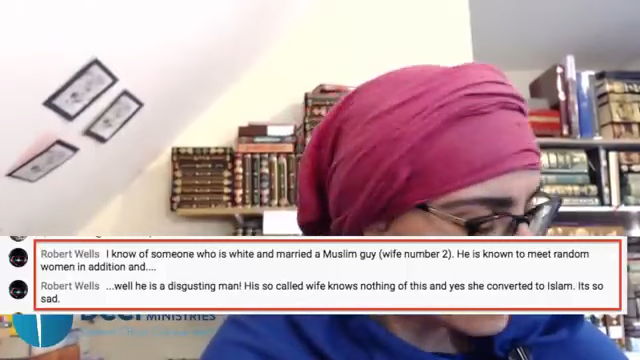 Robert Wells I know of someone who is white and married a Muslim guy (wife number 2). He is known to meet random
women in addition and....
Robert Wells ...well he is a disgusting man! His so called wife knows nothing of this and yes she converted to Islam. Its so
sad.
MINISTRIES